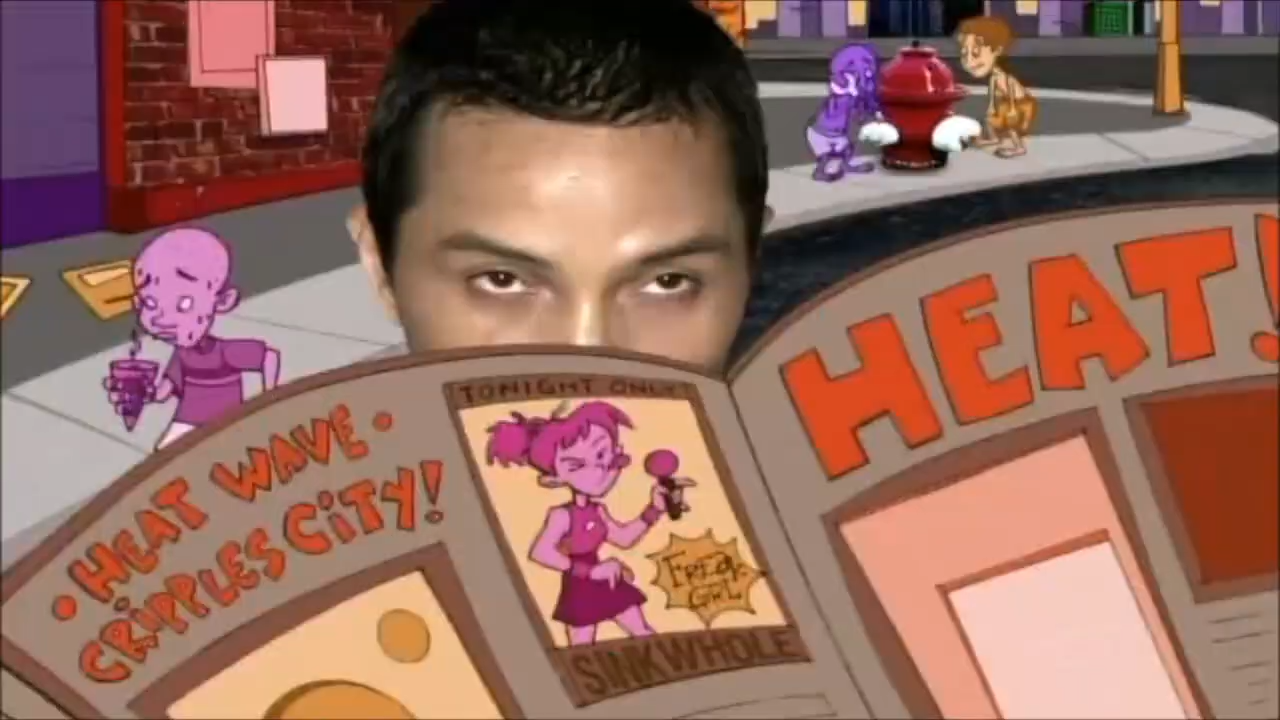 • HEAT WAVE •
CRIPPLES CITY!
TONIGHT ONLY
FREAK
GIRL
SINKWHOLE
HEAT!